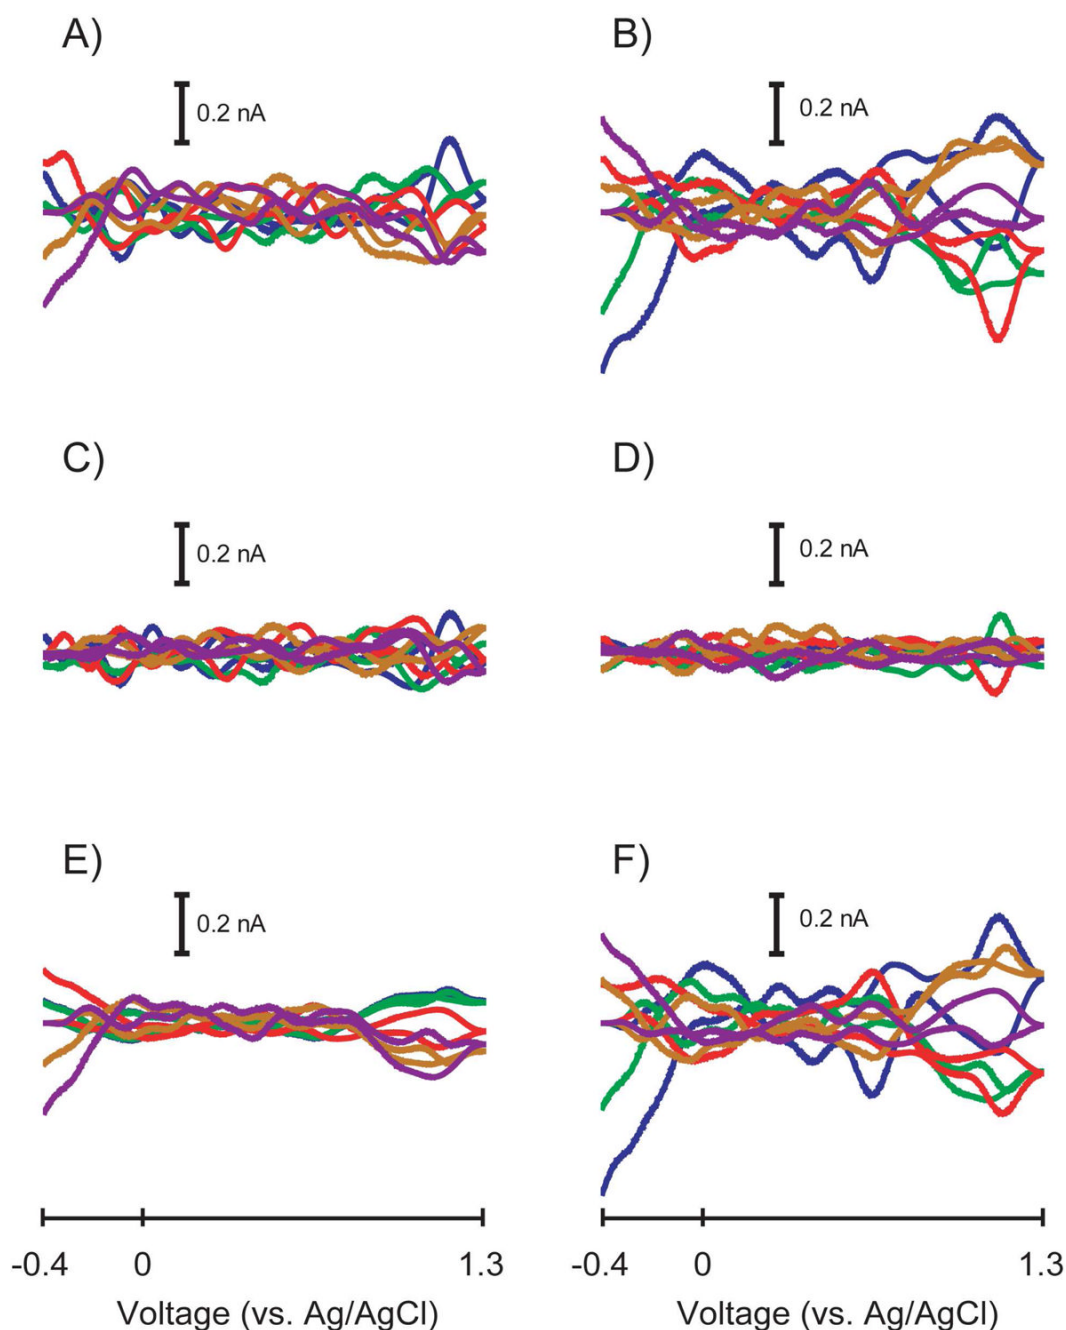 A)
B)
0.2 nA
0.2 nA
C)
D)
0.2 nA
0.2 nA
E)
F)
0.2 nA
0.2 nA
-0.4 0 1.3
-0.4 0 1.3
Voltage (vs. Ag/AgCl)
Voltage (vs. Ag/AgCl)